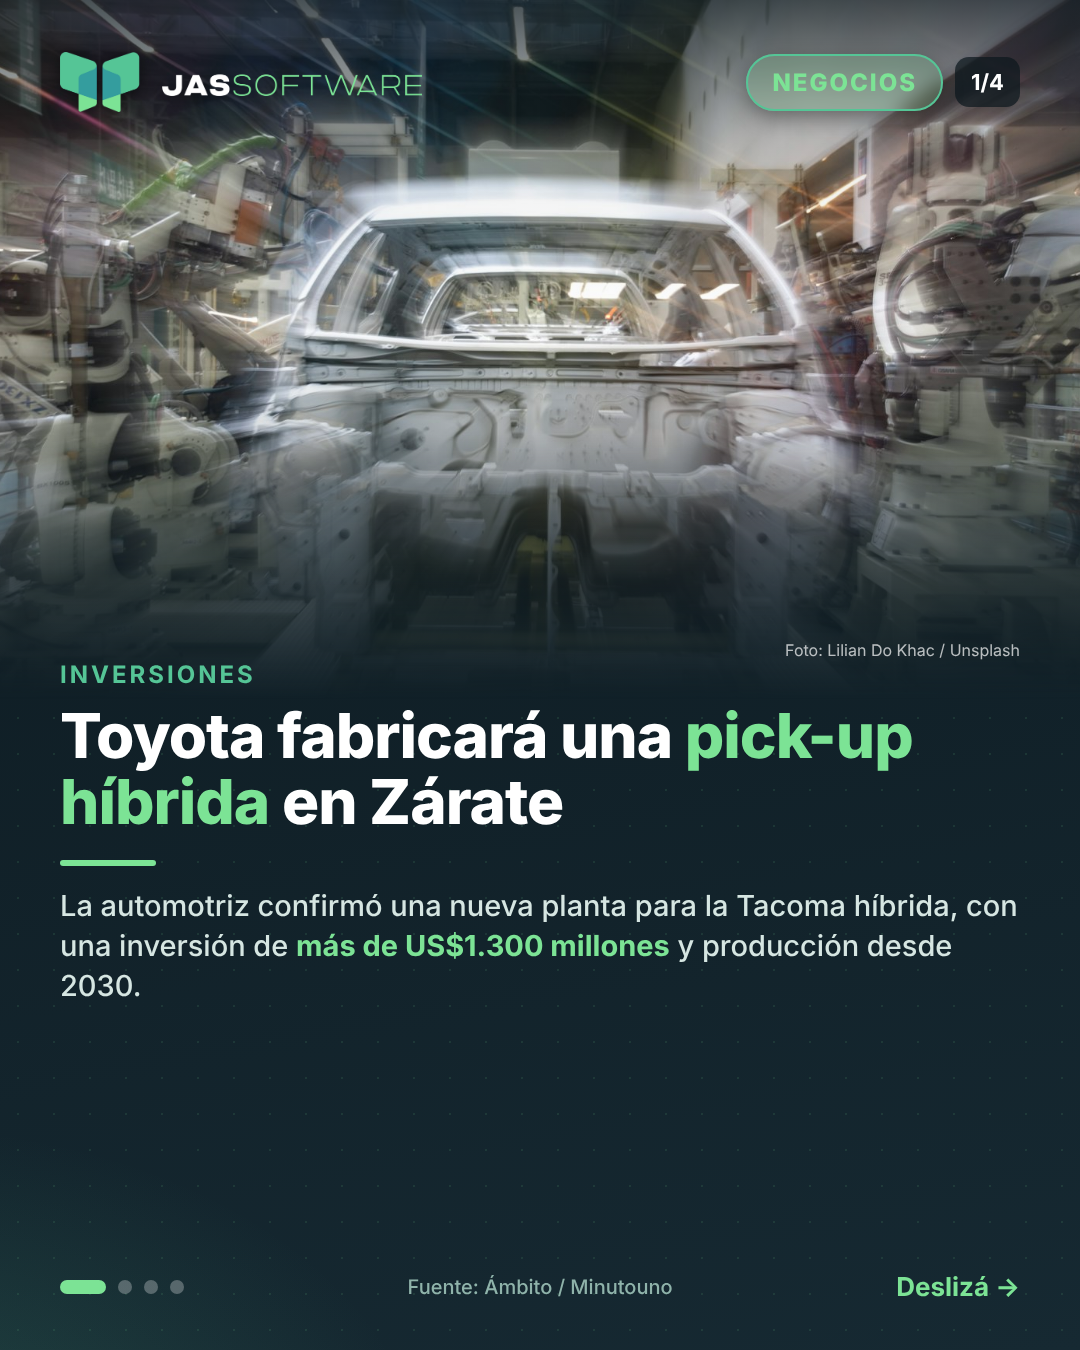 JASSOFTWARE
NEGOCIOS
1/4
Foto: Lilian Do Khac / Unsplash
INVERSIONES
Toyota fabricará una pick-up
híbrida en Zárate
La automotriz confirmó una nueva planta para la Tacoma híbrida, con
una inversión de más de US$1.300 millones y producción desde
2030.
Fuente: Ámbito / Minutouno
Deslizá →